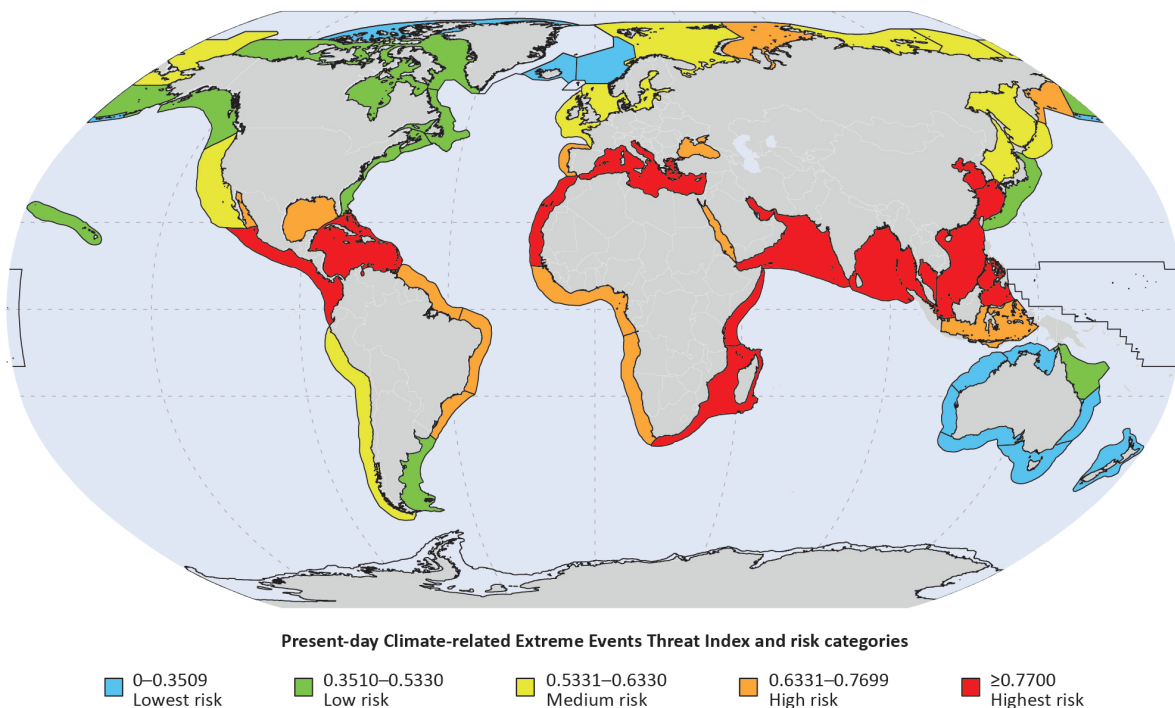 Present-day Climate-related Extreme Events Threat Index and risk categories
0–0.3509
Lowest risk
0.3510–0.5330
Low risk
0.5331–0.6330
Medium risk
0.6331–0.7699
High risk
≥0.7700
Highest risk